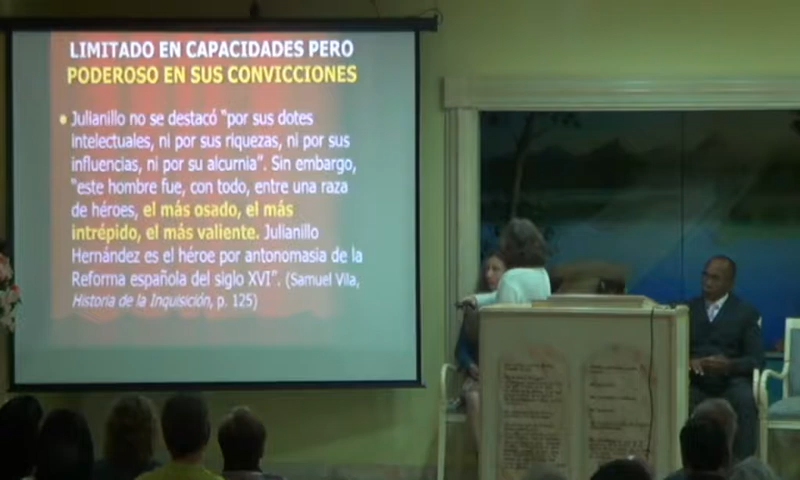 LIMITADO EN CAPACIDADES PERO
PODEROSO EN SUS CONVICCIONES
Julianillo no se destacó “por sus dotes
intelectuales, ni por sus riquezas, ni por sus
influencias, ni por su alcurnia”. Sin embargo,
“este hombre fue, con todo, entre una raza
de héroes, el más osado, el más
intrépido, el más valiente. Julianillo
Hernández es el héroe por antonomasia de la
Reforma española del siglo XVI”. (Samuel Vila,
Historia de la Inquisición, p. 125)